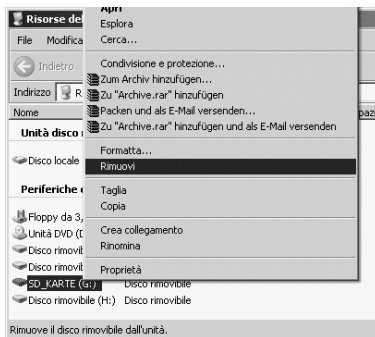 Risorse del
File Modifica
Indietro
Indirizzo R
Nome
Unità disco
Disco locale
Periferiche
Floppy da 3,
Unità DVD (
Disco rimovib
Disco rimovib
SD_KARTE (G:) Disco rimovibile
Disco rimovibile (H:) Disco rimovibile
Rimuove il disco rimovibile dall'unità.
Apri
Esplora
Cerca...
Condivisione e protezione...
Zum Archiv hinzufügen...
Zu "Archive.rar" hinzufügen
Packen und als E-Mail versenden...
Zu "Archive.rar" hinzufügen und als E-Mail versenden
Formatta...
Rimuovi
Taglia
Copia
Crea collegamento
Rinomina
Proprietà
pazi